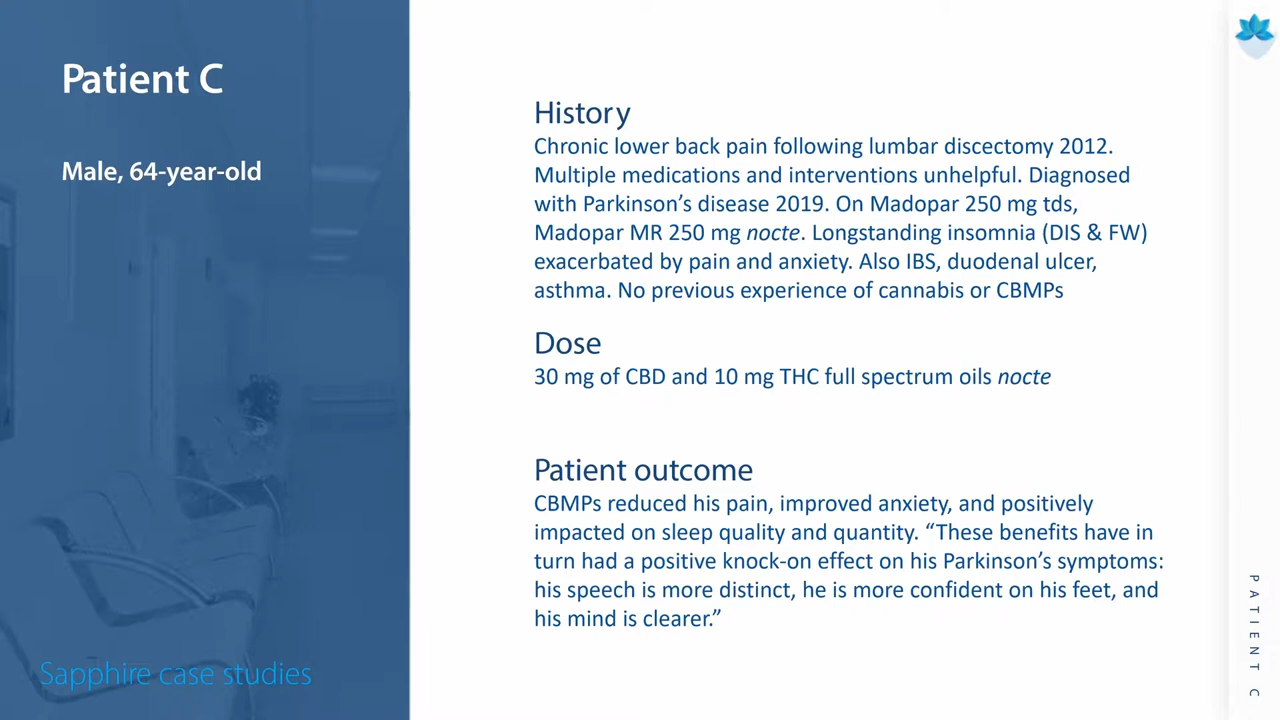 Patient C
Male, 64-year-old
Sapphire case studies
History
Chronic lower back pain following lumbar discectomy 2012.
Multiple medications and interventions unhelpful. Diagnosed
with Parkinson’s disease 2019. On Madopar 250 mg tds,
Madopar MR 250 mg nocte. Longstanding insomnia (DIS & FW)
exacerbated by pain and anxiety. Also IBS, duodenal ulcer,
asthma. No previous experience of cannabis or CBMPs
Dose
30 mg of CBD and 10 mg THC full spectrum oils nocte
Patient outcome
CBMPs reduced his pain, improved anxiety, and positively
impacted on sleep quality and quantity. “These benefits have in
turn had a positive knock-on effect on his Parkinson’s symptoms:
his speech is more distinct, he is more confident on his feet, and
his mind is clearer.”
PATIENT C